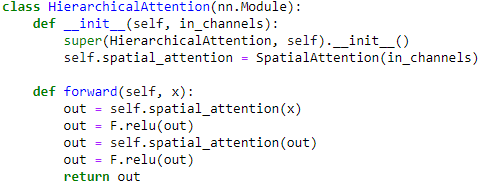 class HierarchicalAttention(nn.Module):
    def __init__(self, in_channels):
        super(HierarchicalAttention, self).__init__()
        self.spatial_attention = SpatialAttention(in_channels)

    def forward(self, x):
        out = self.spatial_attention(x)
        out = F.relu(out)
        out = self.spatial_attention(out)
        out = F.relu(out)
        return out